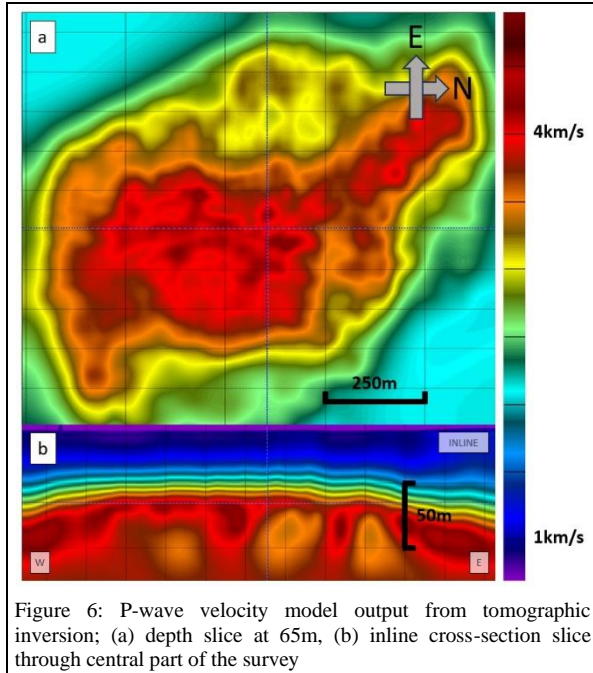 a
E
N
4km/s
250m
b
INLINE
50m
1km/s
W
E
Figure 6: P-wave velocity model output from tomographic
inversion; (a) depth slice at 65m, (b) inline cross-section slice
through central part of the survey